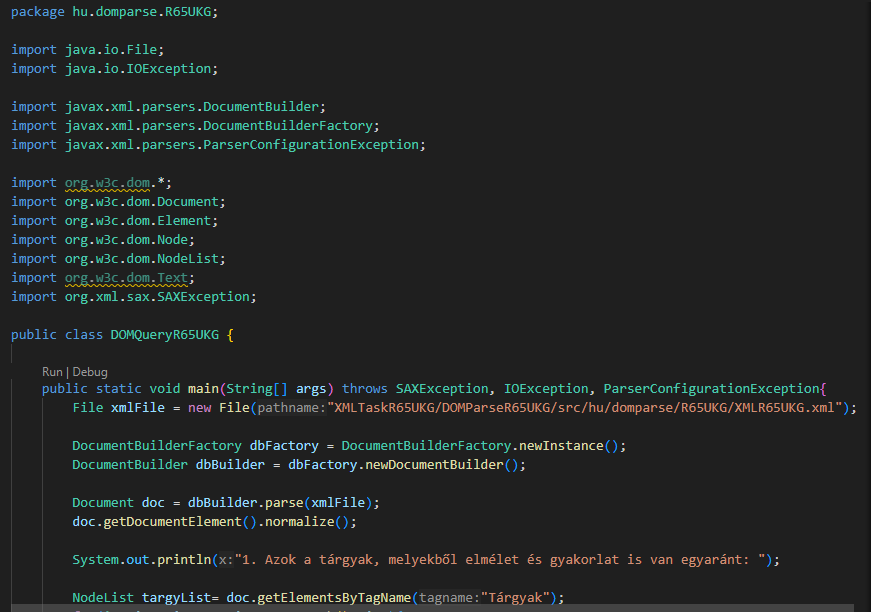 package hu.domparse.R65UKG;
import java.io.File;
import java.io.IOException;
import javax.xml.parsers.DocumentBuilder;
import javax.xml.parsers.DocumentBuilderFactory;
import javax.xml.parsers.ParserConfigurationException;
import org.w3c.dom.*;
import org.w3c.dom.Document;
import org.w3c.dom.Element;
import org.w3c.dom.Node;
import org.w3c.dom.NodeList;
import org.w3c.dom.Text;
import org.xml.sax.SAXException;
public class DOMQueryR65UKG {
Run | Debug
public static void main(String[] args) throws SAXException, IOException, ParserConfigurationException{
File xmlFile = new File(pathname:"XMLTaskR65UKG/DOMParseR65UKG/src/hu/domparse/R65UKG/XMLR65UKG.xml");
DocumentBuilderFactory dbFactory = DocumentBuilderFactory.newInstance();
DocumentBuilder dbBuilder = dbFactory.newDocumentBuilder();
Document doc = dbBuilder.parse(xmlFile);
doc.getDocumentElement().normalize();
System.out.println(x:"1. Azok a tárgyak, melyekből elmélet és gyakorlat is van egyaránt: ");
NodeList targyList= doc.getElementsByTagName(tagname:"Tárgyak");